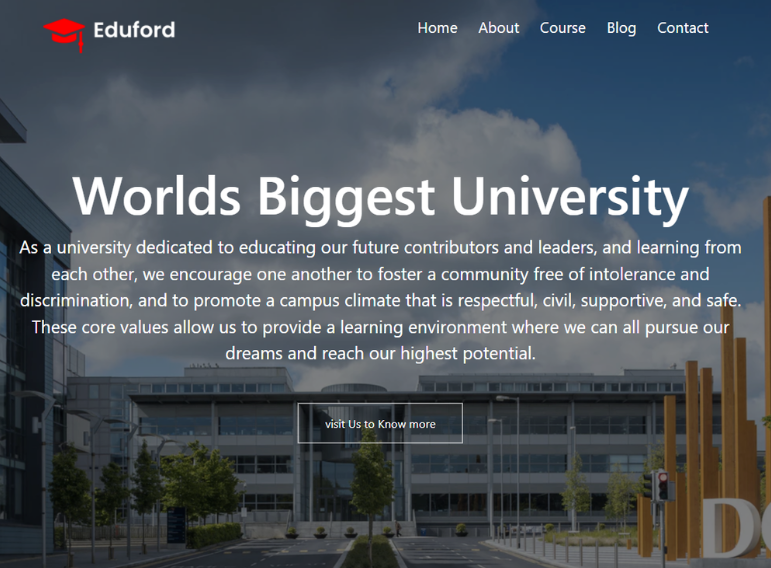 Eduford
Home About Course Blog Contact
Worlds Biggest University
As a university dedicated to educating our future contributors and leaders, and learning from
each other, we encourage one another to foster a community free of intolerance and
discrimination, and to promote a campus climate that is respectful, civil, supportive, and safe.
These core values allow us to provide a learning environment where we can all pursue our
dreams and reach our highest potential.
visit Us to Know more